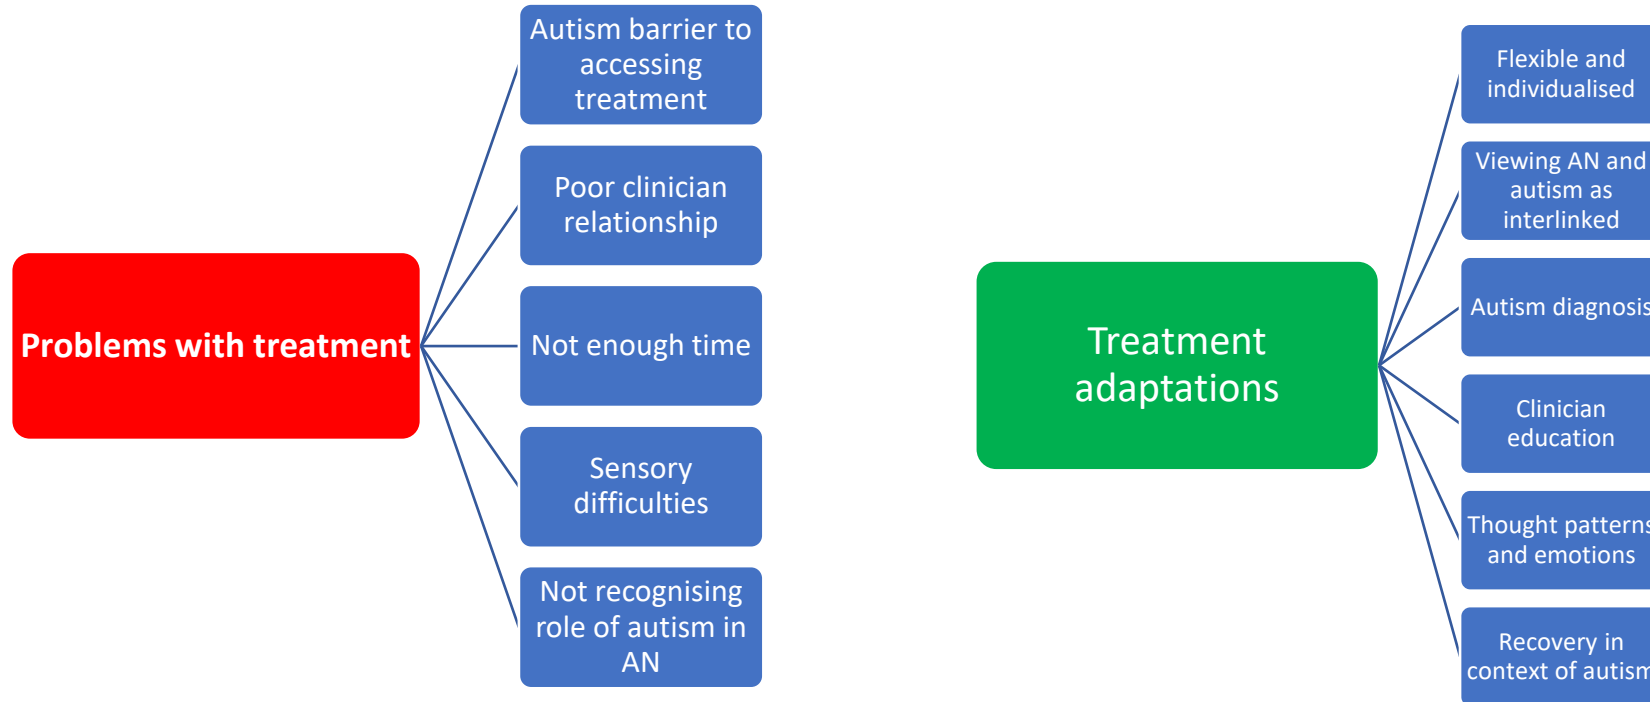 Problems with treatment
Autism barrier to
accessing
treatment
Poor clinician
relationship
Not enough time
Sensory
difficulties
Not recognising
role of autism in
AN
Treatment
adaptations
Flexible and
individualised
Viewing AN and
autism as
interlinked
Autism diagnosis
Clinician
education
Thought patterns
and emotions
Recovery in
context of autism